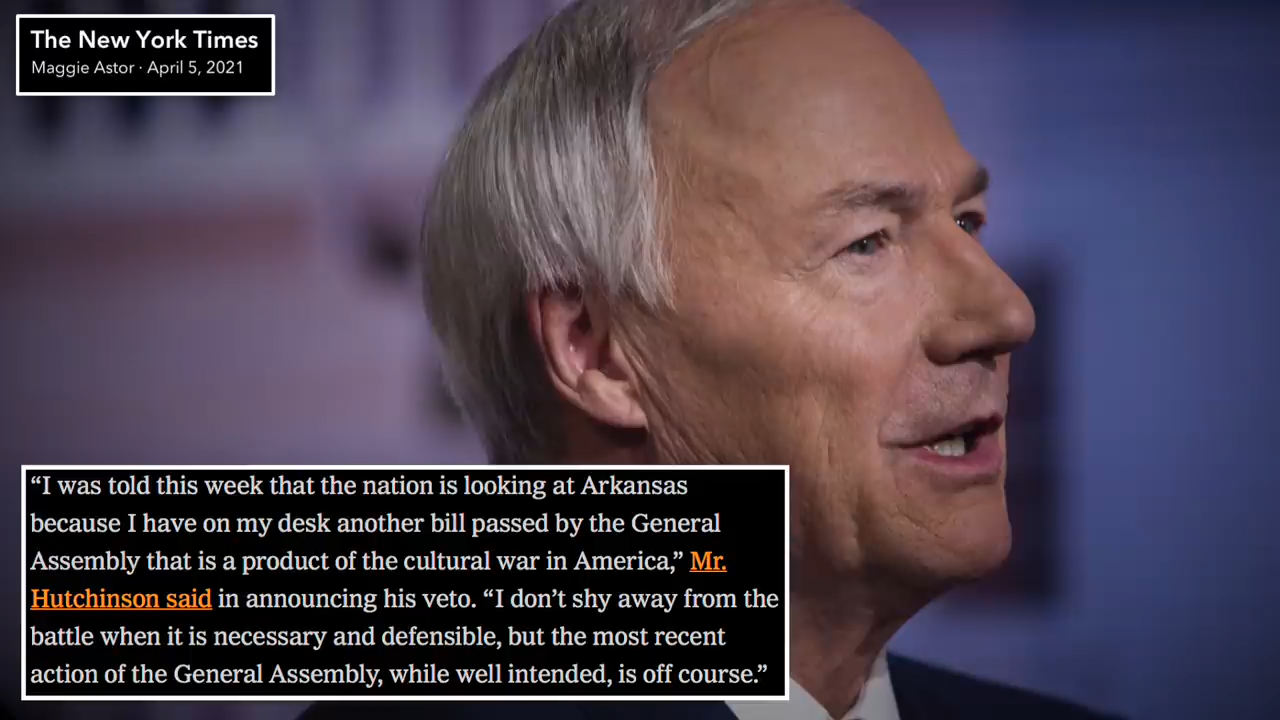 The New York Times
Maggie Astor · April 5, 2021
“I was told this week that the nation is looking at Arkansas
because I have on my desk another bill passed by the General
Assembly that is a product of the cultural war in America,” Mr.
Hutchinson said in announcing his veto. “I don’t shy away from the
battle when it is necessary and defensible, but the most recent
action of the General Assembly, while well intended, is off course.”